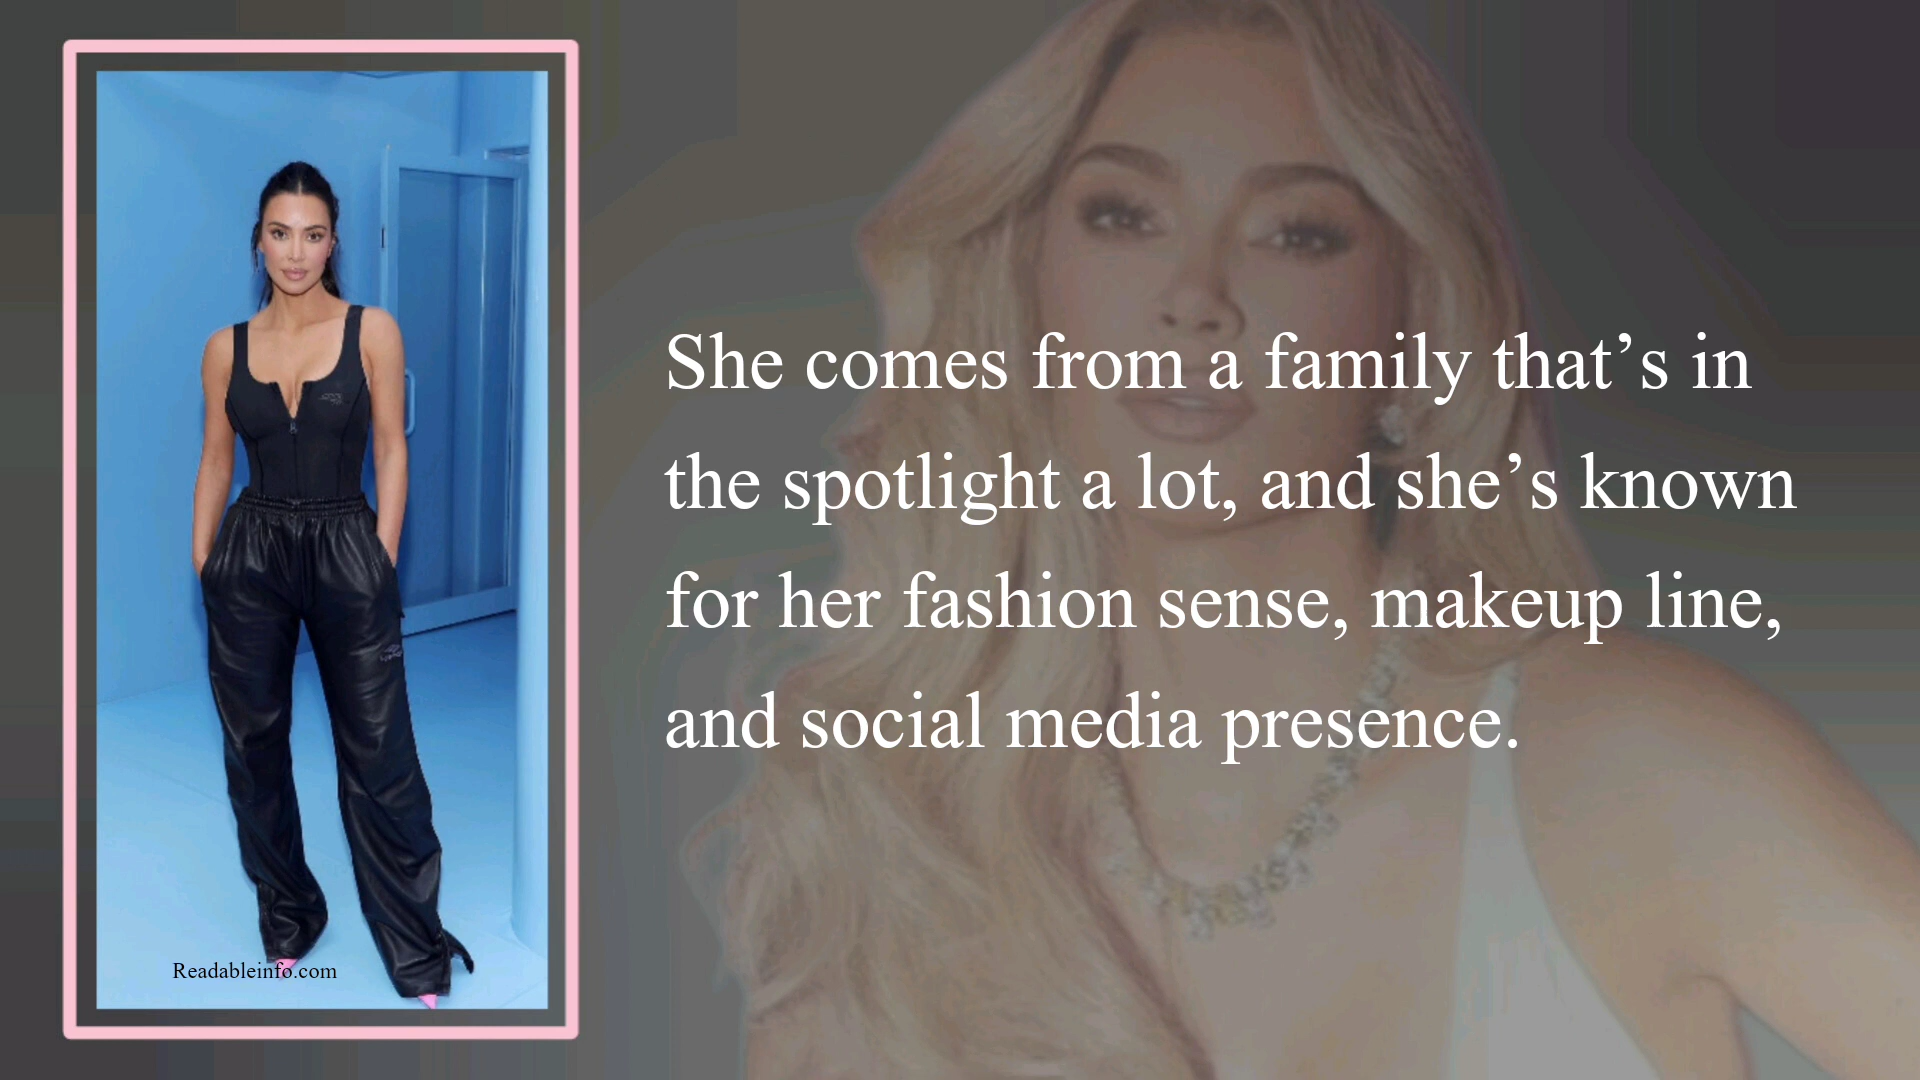 She comes from a family that’s in
the spotlight a lot, and she’s known
for her fashion sense, makeup line,
and social media presence.
Readableinfo.com